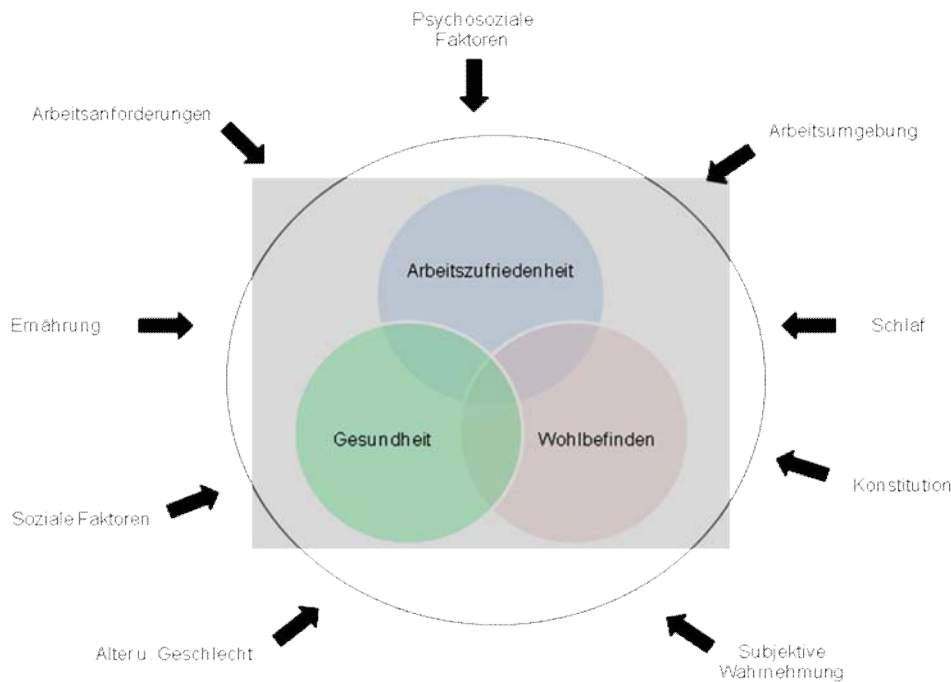 Psychosoziale
Faktoren
Arbeitsanforderungen
Arbeitsumgebung
Arbeitszufriedenheit
Ernährung
Schlaf
Gesundheit
Wohlbefinden
Konstitution
Soziale Faktoren
Alter u. Geschlecht
Subjektive
Wahrnehmung